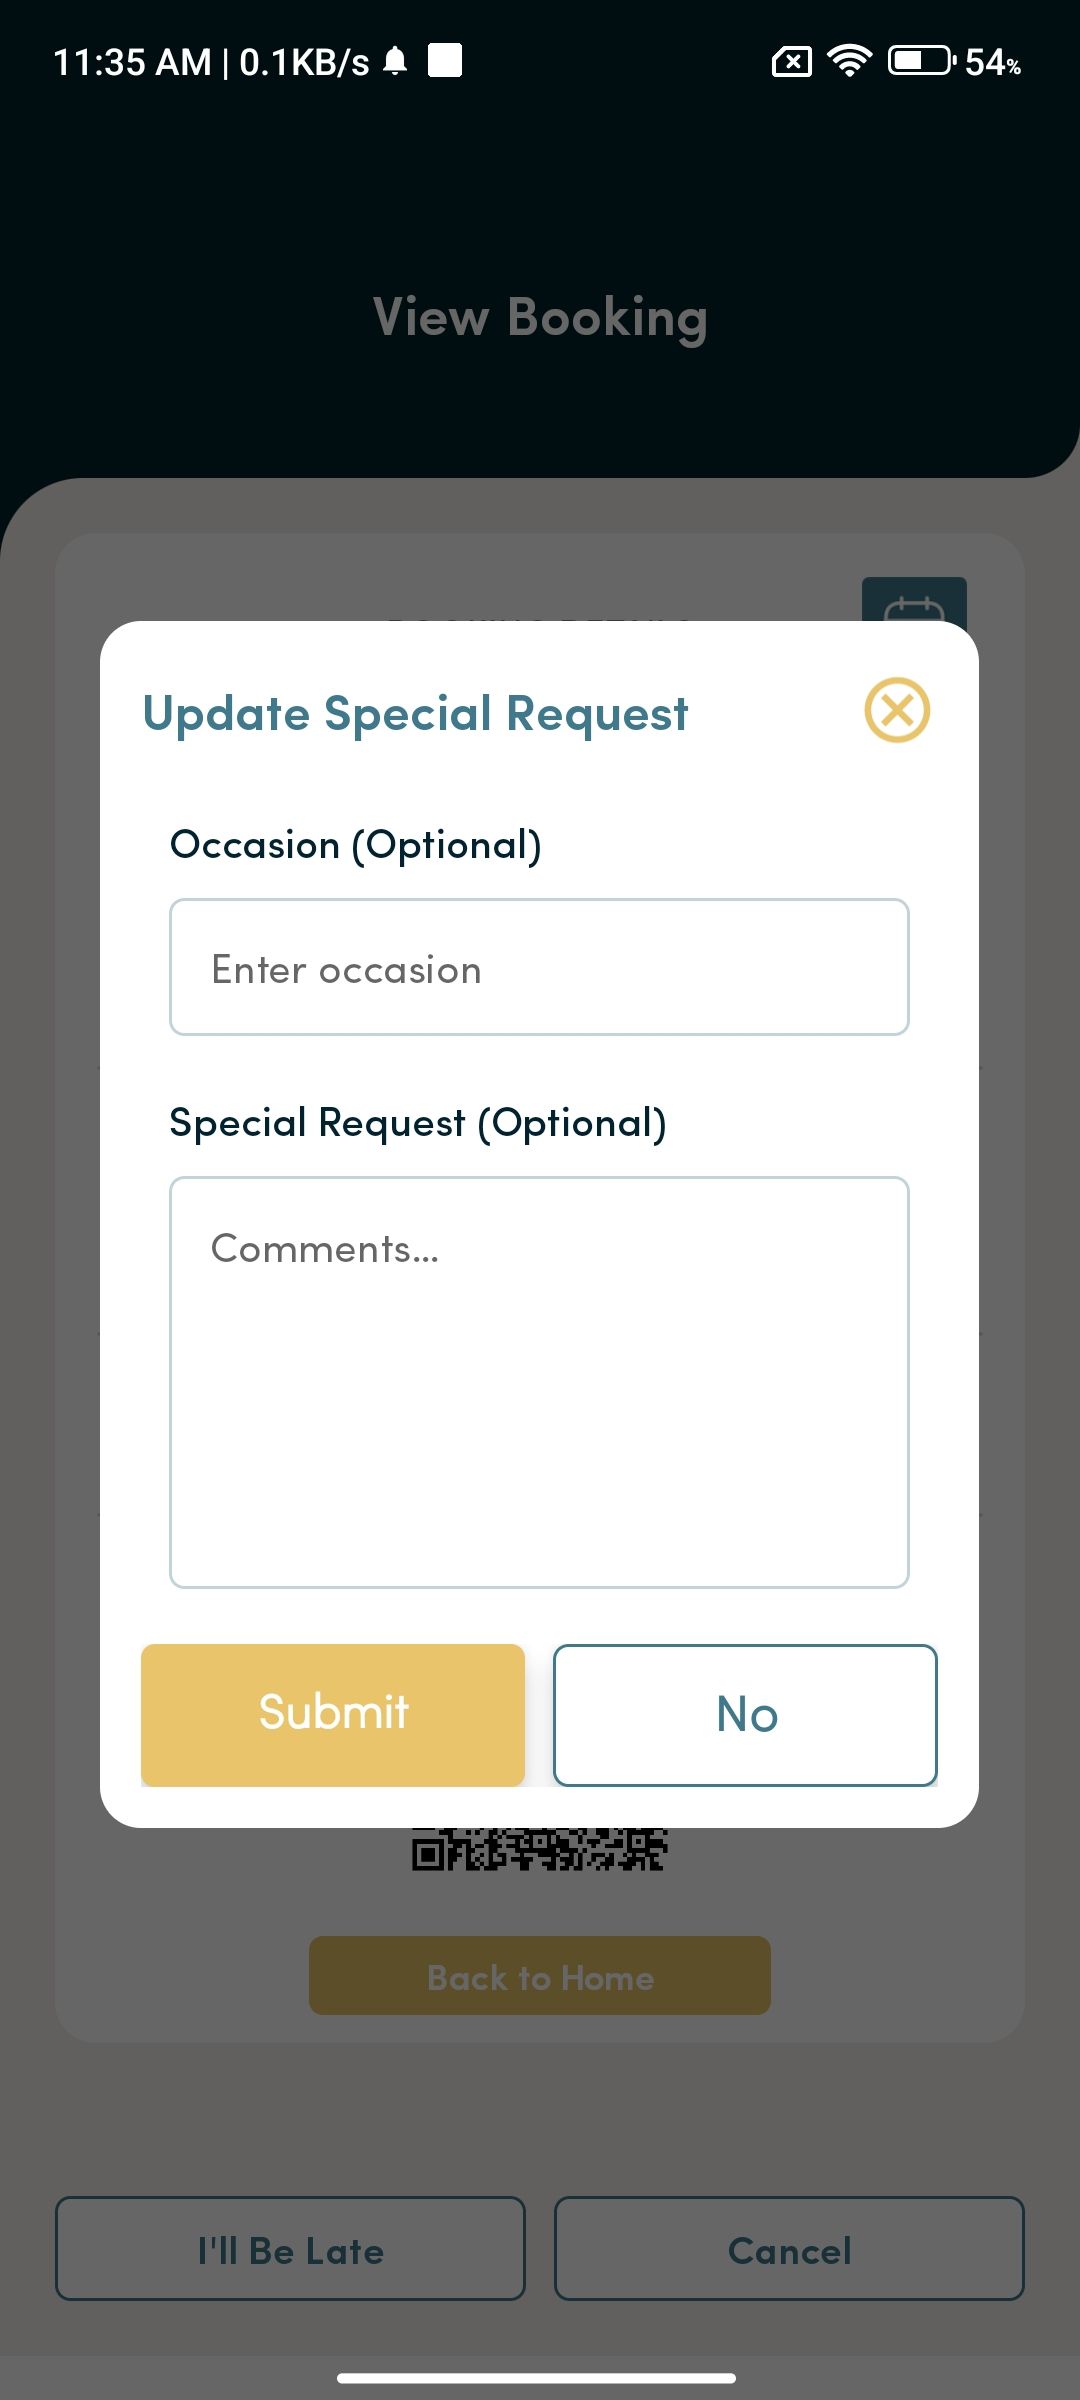 11:35 AM | 0.1KB/s 54%
View Booking
Update Special Request
Occasion (Optional)
Enter occasion
Special Request (Optional)
Comments...
Submit
No
Back to Home
I'll Be Late
Cancel